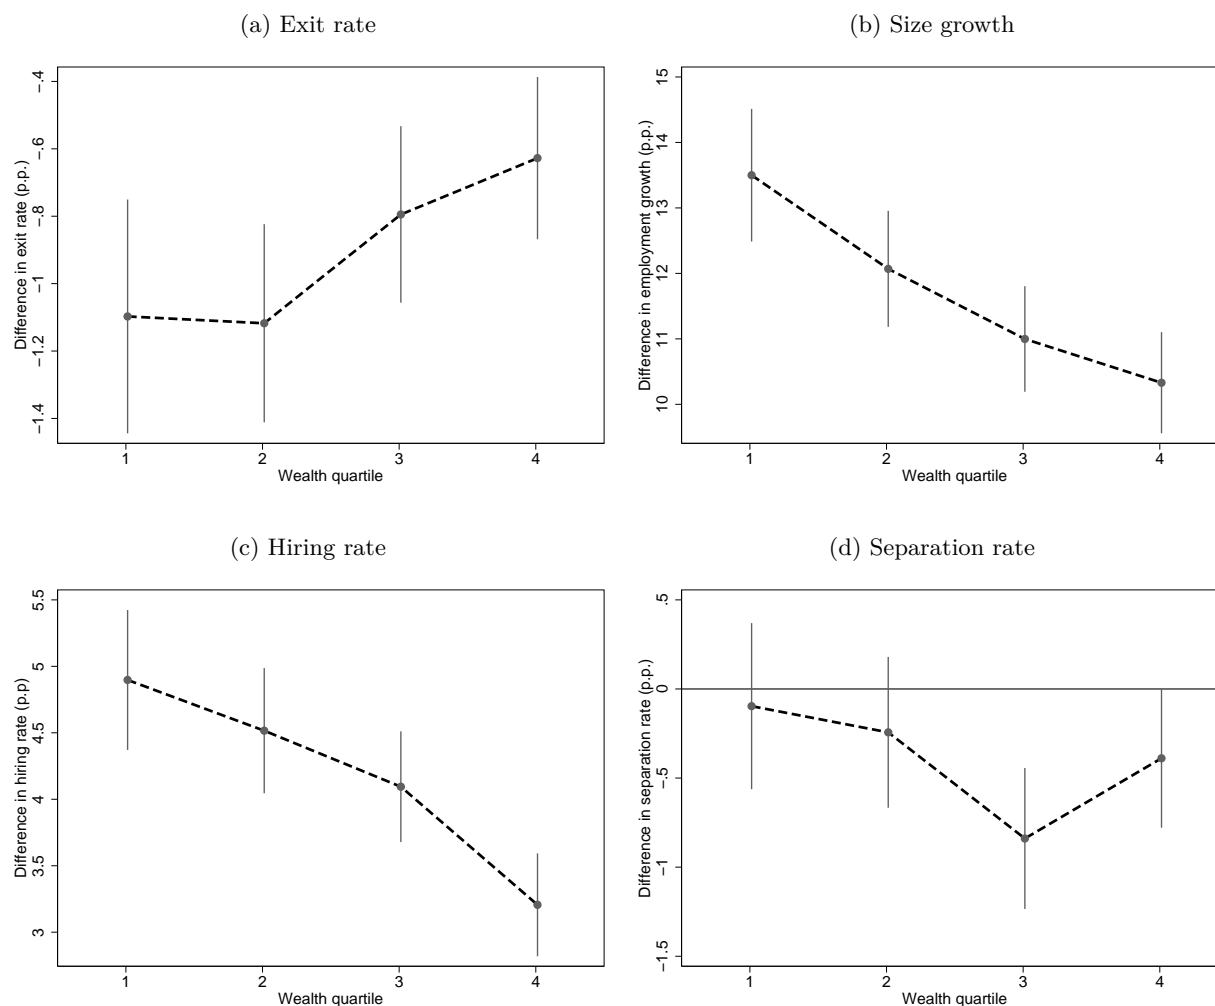 (a) Exit rate
Difference in exit rate (p.p.)
-.4
-.6
-.8
-1
-1.2
-1.4
1 2 3 4
Wealth quartile
(b) Size growth
Difference in employment growth (p.p.)
15
14
13
12
11
10
1 2 3 4
Wealth quartile
(c) Hiring rate
Difference in hiring rate (p.p)
5.5
5
4.5
4
3.5
3
1 2 3 4
Wealth quartile
(d) Separation rate
Difference in separation rate (p.p.)
.5
0
-.5
-1
-1.5
1 2 3 4
Wealth quartile